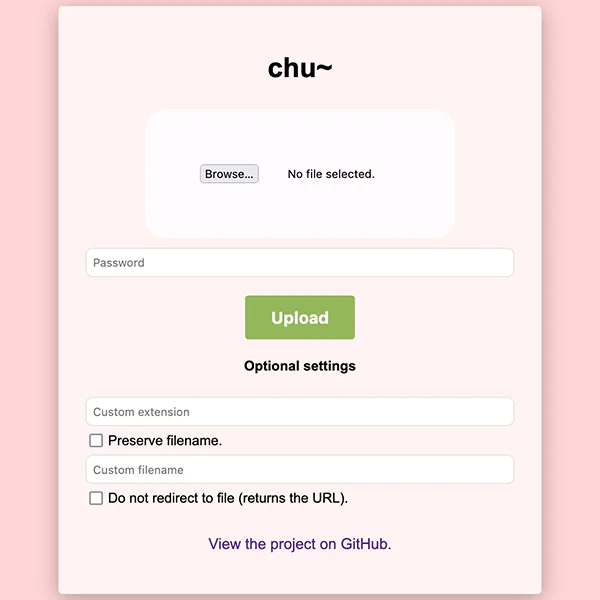 chu~
Browse... No file selected.
Password
Upload
Optional settings
Custom extension
Preserve filename.
Custom filename
Do not redirect to file (returns the URL).
View the project on GitHub.